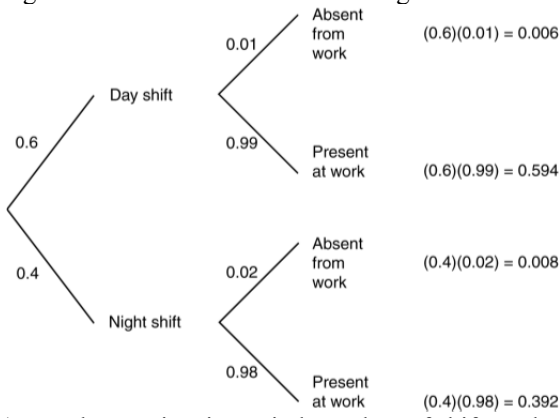 Absent
from
work
(0.6)(0.01) = 0.006
0.01
Day shift
0.6
0.99
Present
at work
(0.6)(0.99) = 0.594
Absent
from
work
(0.4)(0.02) = 0.008
0.4
0.02
Night shift
0.98
Present
at work
(0.4)(0.98) = 0.392